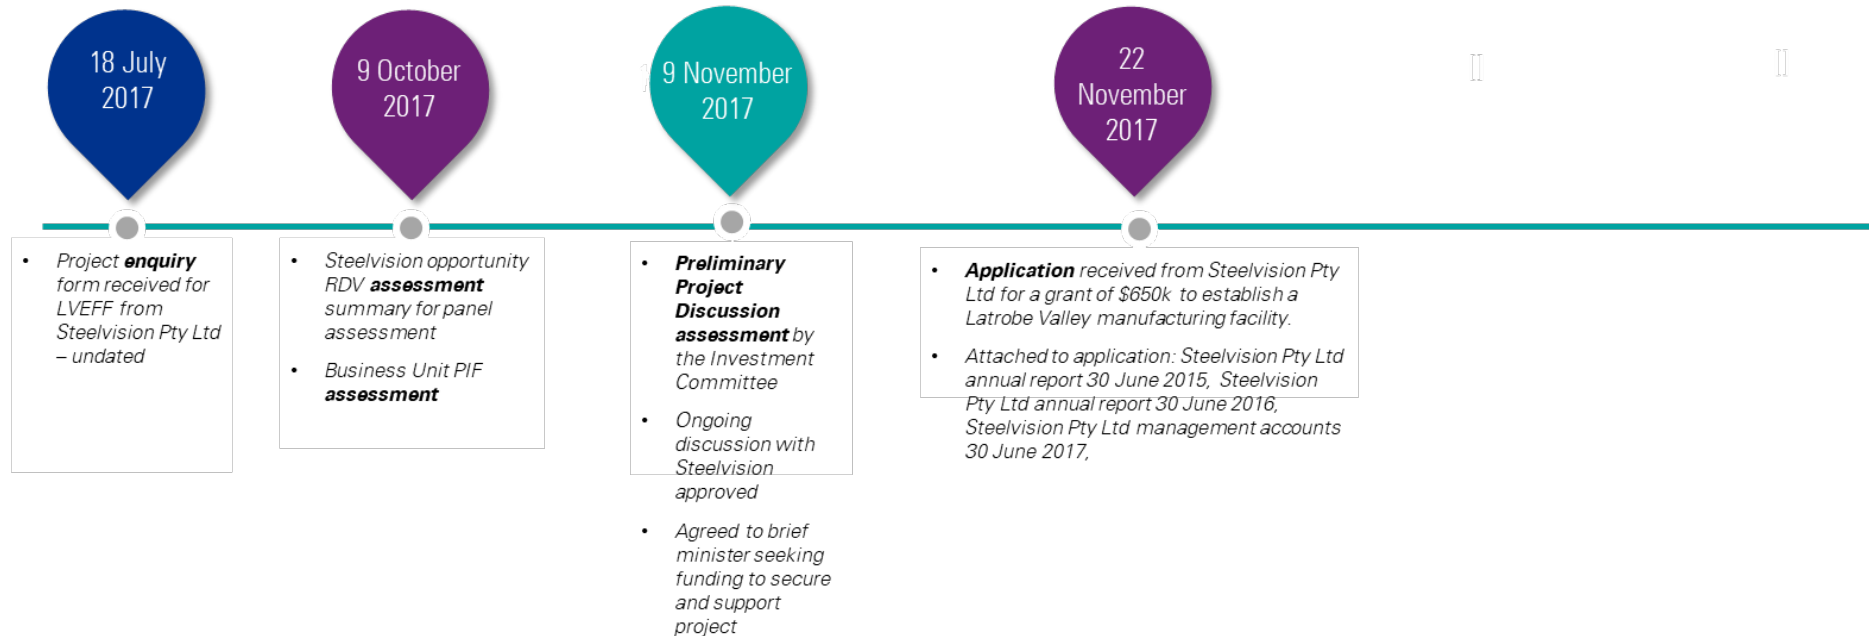 18 July
2017
9 October
2017
9 November
2017
22
November
2017
• Project enquiry
form received for
LVEFF from
Steelvision Pty Ltd
– undated
• Steelvision opportunity
RDV assessment
summary for panel
assessment
• Business Unit PIF
assessment
• Preliminary
Project
Discussion
assessment by
the Investment
Committee
• Ongoing
discussion with
Steelvision
approved
• Agreed to brief
minister seeking
funding to secure
and support
project
• Application received from Steelvision Pty
Ltd for a grant of $650k to establish a
Latrobe Valley manufacturing facility.
• Attached to application: Steelvision Pty Ltd
annual report 30 June 2015, Steelvision
Pty Ltd annual report 30 June 2016,
Steelvision Pty Ltd management accounts
30 June 2017,